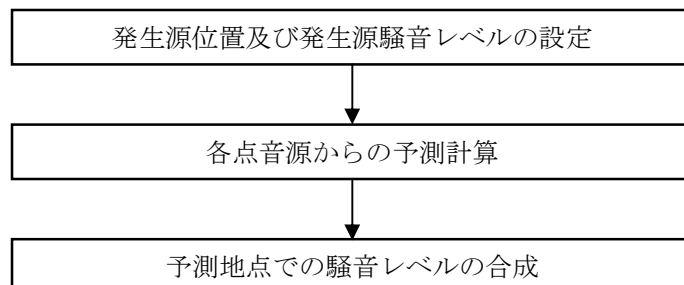 発生源位置及び発生源騒音レベルの設定
各点音源からの予測計算
予測地点での騒音レベルの合成